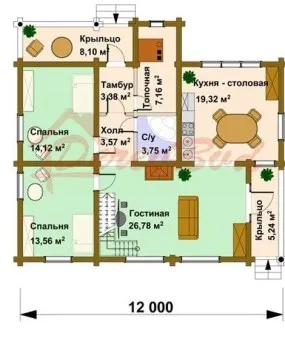 Крыльцо
8,10 м²
Тамбур
3,38 м²
Топочная
7,16 м²
Кухня - столовая
19,32 м²
Спальня
14,12 м²
Холл
3,57 м²
С/у
3,75 м²
Спальня
13,56 м²
Гостиная
26,78 м²
Крыльцо
5,24 м²
12 000